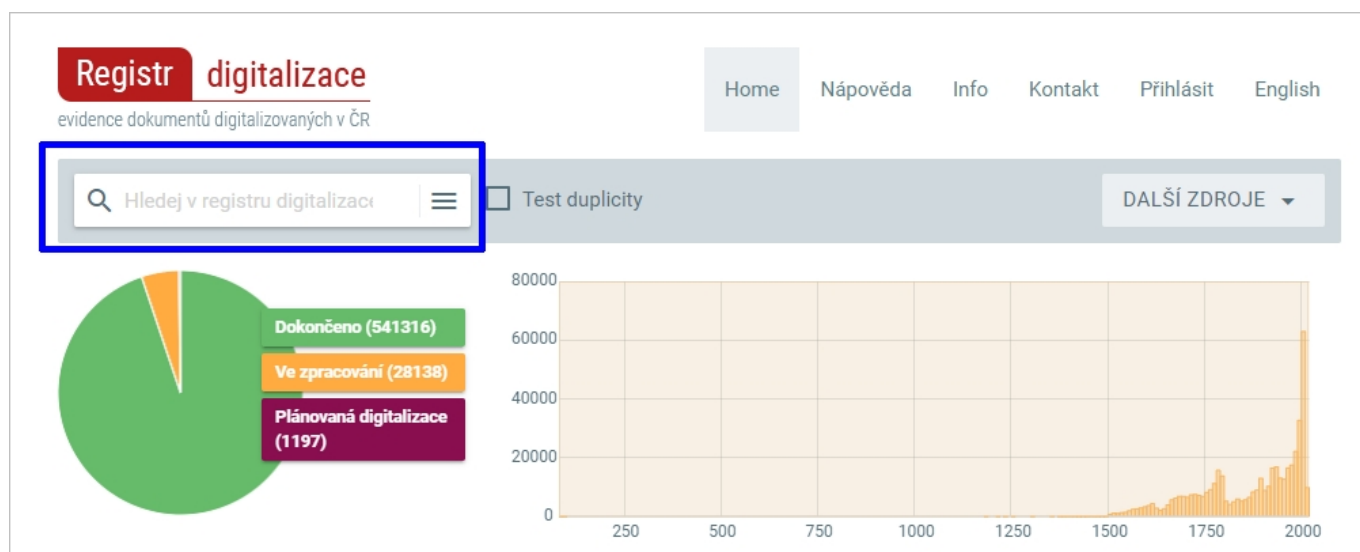 Registr digitalizace
evidence dokumentů digitalizovaných v ČR
Home Nápověda Info Kontakt Přihlásit English
Hledej v registru digitalizace
Test duplicity
DALŠÍ ZDROJE
Dokončeno (541316)
Ve zpracování (28138)
Plánovaná digitalizace
(1197)
80000
60000
40000
20000
0
250 500 750 1000 1250 1500 1750 2000